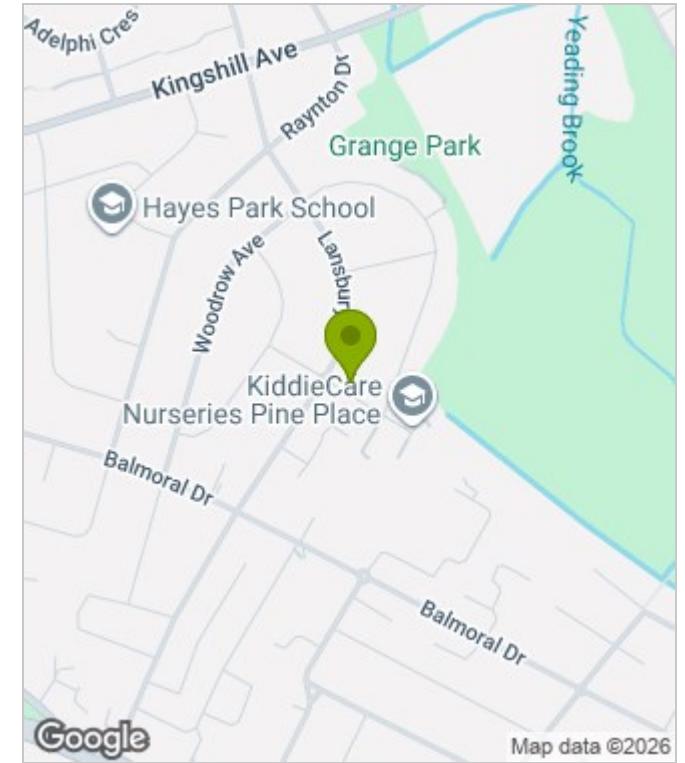 Adelphi Cres
Kingshill Ave
Raynton Dr
Yeading Brook
Grange Park
Hayes Park School
Woodrow Ave
Lansbury
KiddieCare
Nurseries Pine Place
Balmoral Dr
Balmoral Dr
Google
Map data ©2026